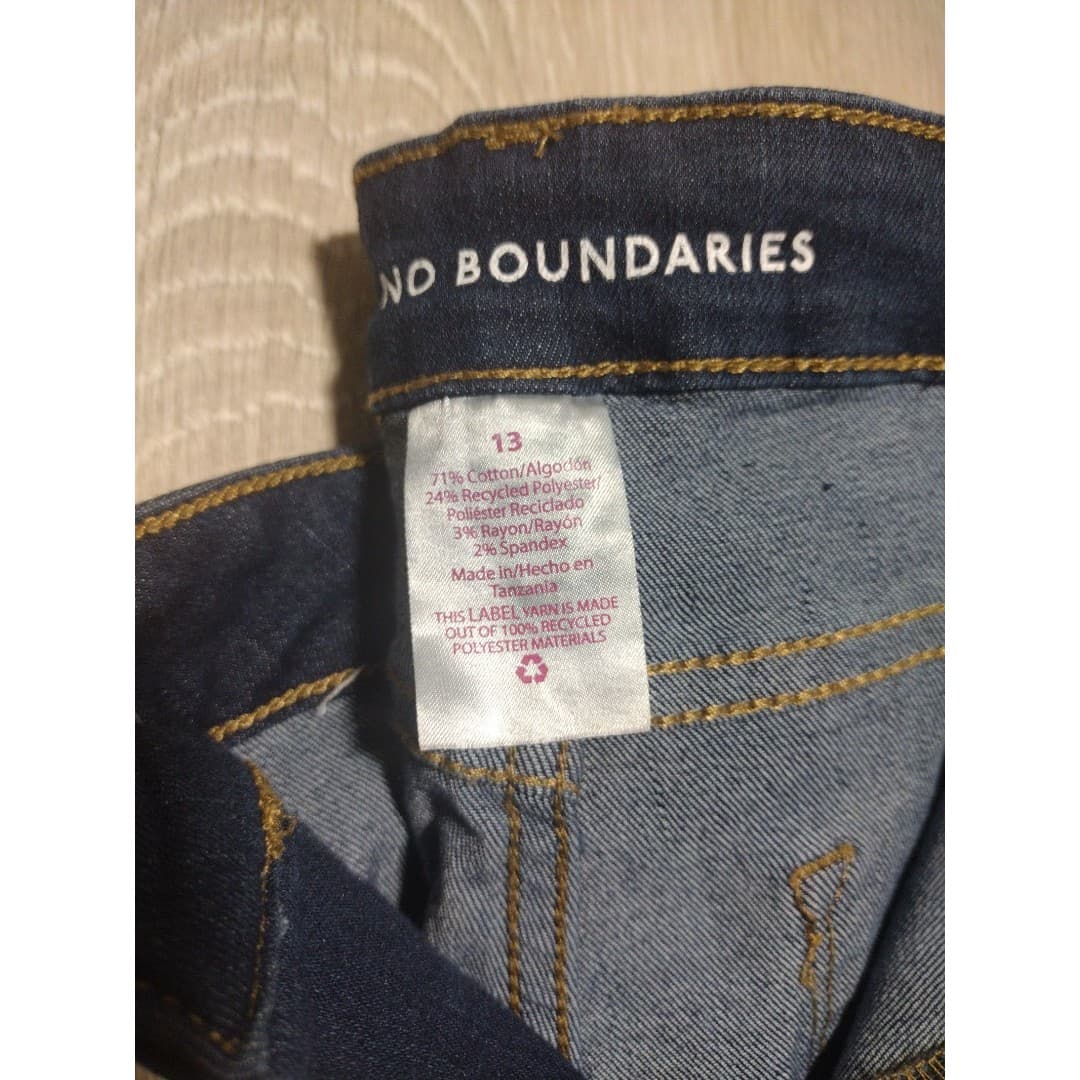 NO BOUNDARIES
13
71% Cotton/Algodón
24% Recycled Polyester/
Poliéster Reciclado
3% Rayon/Rayón
2% Spandex
Made in/Hecho en
Tanzania
THIS LABEL YARN IS MADE
OUT OF 100% RECYCLED
POLYESTER MATERIALS